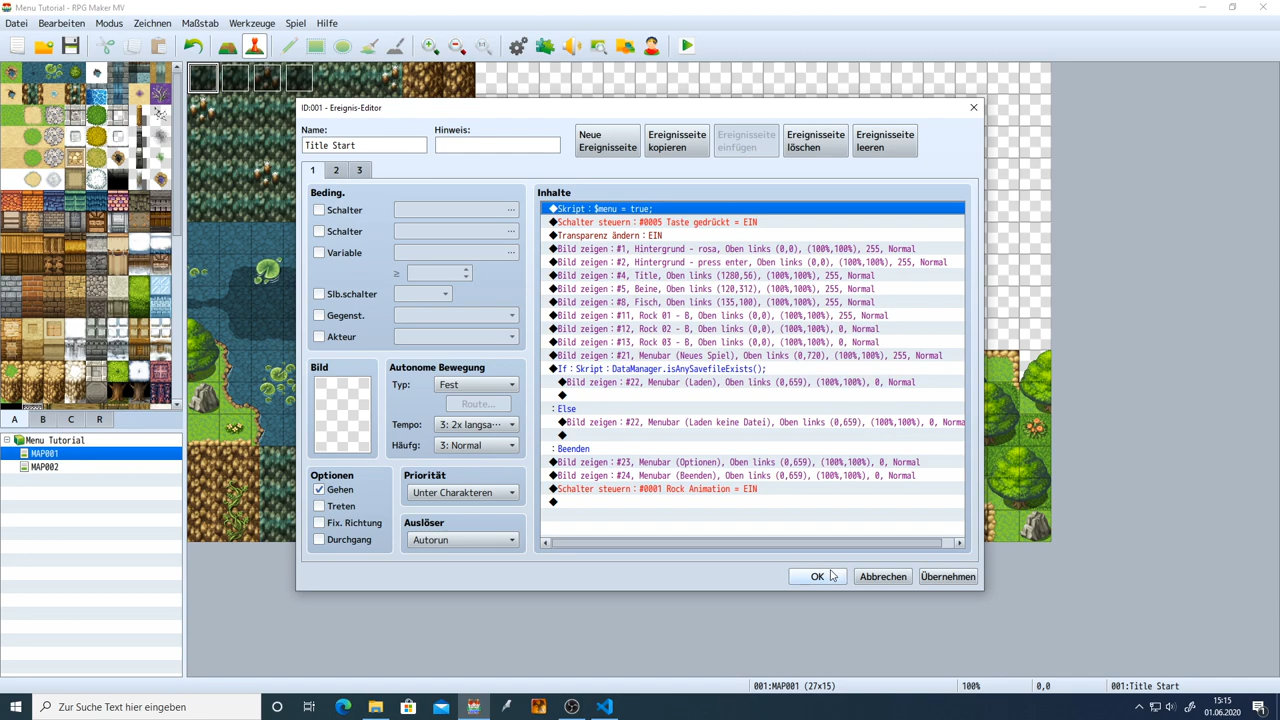 Menu Tutorial - RPG Maker MV
Datei Bearbeiten Modus Zeichnen Maßstab Werkzeuge Spiel Hilfe
1:1
ID:001 - Ereignis-Editor
Name:
Title Start
Hinweis:
Neue Ereignisseite
Ereignisseite kopieren
Ereignisseite einfügen
Ereignisseite löschen
Ereignisseite leeren
1 2 3
Beding.
Schalter ...
Schalter ...
Variable ...
≥
Slb.schalter
Gegenst.
Akteur
Bild
Autonome Bewegung
Typ: Fest
Route...
Tempo: 3: 2x langsa...
Häufg: 3: Normal
Optionen
Gehen
Treten
Fix. Richtung
Durchgang
Priorität
Unter Charakteren
Auslöser
Autorun
Inhalte
◆Skript：$menu = true;
◆Schalter steuern：#0005 Taste gedrückt = EIN
◆Transparenz ändern：EIN
◆Bild zeigen：#1, Hintergrund - rosa, Oben links (0,0), (100%,100%), 255, Normal
◆Bild zeigen：#2, Hintergrund - press enter, Oben links (0,0), (100%,100%), 255, Normal
◆Bild zeigen：#4, Title, Oben links (1280,56), (100%,100%), 255, Normal
◆Bild zeigen：#5, Beine, Oben links (120,312), (100%,100%), 255, Normal
◆Bild zeigen：#8, Fisch, Oben links (135,100), (100%,100%), 255, Normal
◆Bild zeigen：#11, Rock 01 - B, Oben links (0,0), (100%,100%), 255, Normal
◆Bild zeigen：#12, Rock 02 - B, Oben links (0,0), (100%,100%), 0, Normal
◆Bild zeigen：#13, Rock 03 - B, Oben links (0,0), (100%,100%), 0, Normal
◆Bild zeigen：#21, Menubar (Neues Spiel), Oben links (0,720), (100%,100%), 255, Normal
◆If：Skript：DataManager.isAnySavefileExists();
◆Bild zeigen：#22, Menubar (Laden), Oben links (0,659), (100%,100%), 0, Normal
◆
：Else
◆Bild zeigen：#22, Menubar (Laden keine Datei), Oben links (0,659), (100%,100%), 0, Norma
◆
：Beenden
◆Bild zeigen：#23, Menubar (Optionen), Oben links (0,659), (100%,100%), 0, Normal
◆Bild zeigen：#24, Menubar (Beenden), Oben links (0,659), (100%,100%), 0, Normal
◆Schalter steuern：#0001 Rock Animation = EIN
◆
OK Abbrechen Übernehmen
A B C R
Menu Tutorial
MAP001
MAP002
001:MAP001 (27x15) 100% 0,0 001:Title Start
Zur Suche Text hier eingeben
15:15
01.06.2020